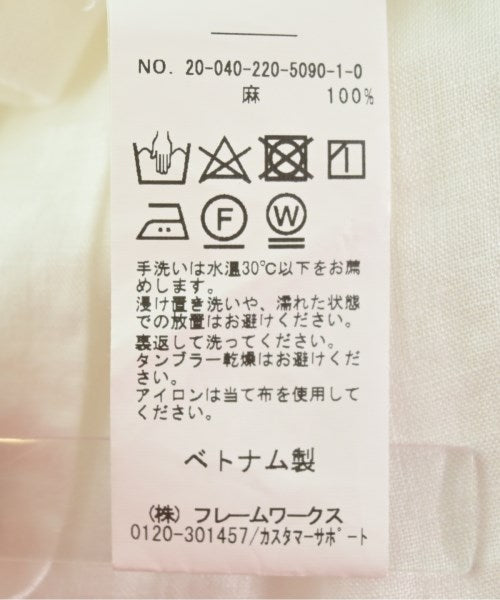 NO. 20-040-220-5090-1-0
麻 100%
F W
手洗いは水温30℃以下をお薦
めします。
浸け置き洗いや、濡れた状態
での放置はお避けください。
裏返して洗ってください。
タンブラー乾燥はお避けくだ
さい。
アイロンは当て布を使用して
ください。
ベトナム製
(株) フレームワークス
0120-301457/カスタマーサポート